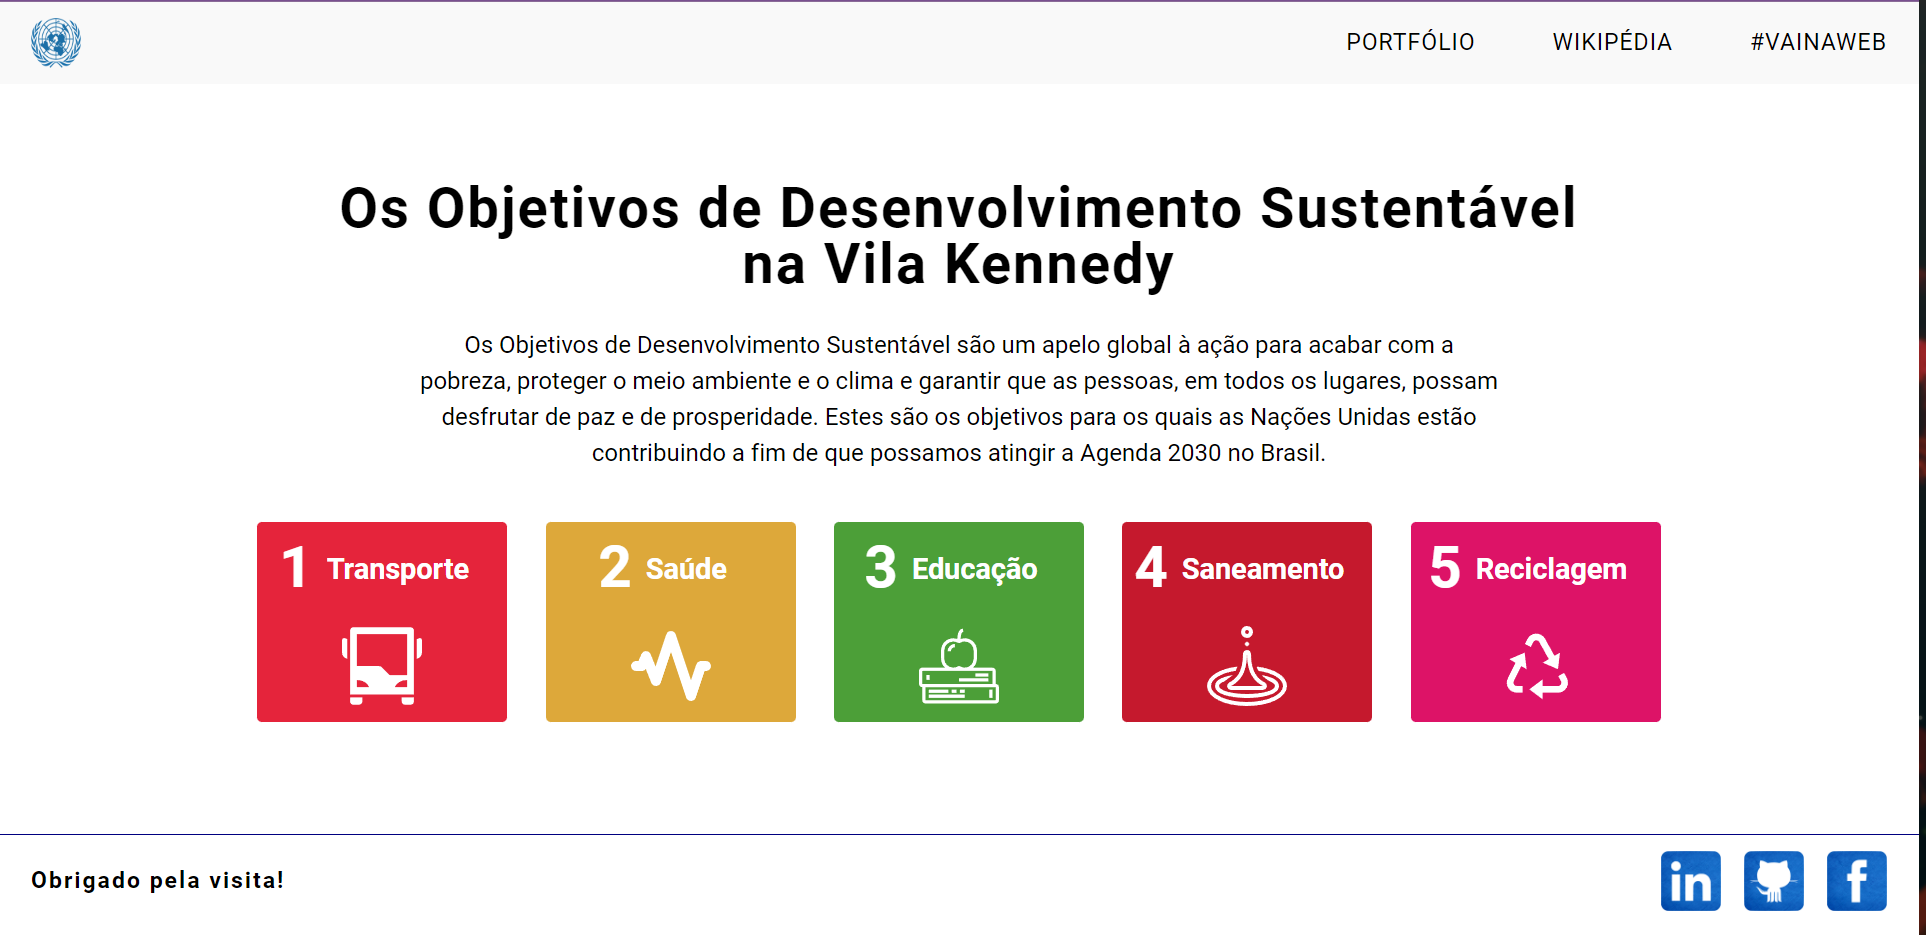 PORTFÓLIO WIKIPÉDIA #VAINAWEB
Os Objetivos de Desenvolvimento Sustentável
na Vila Kennedy
Os Objetivos de Desenvolvimento Sustentável são um apelo global à ação para acabar com a
pobreza, proteger o meio ambiente e o clima e garantir que as pessoas, em todos os lugares, possam
desfrutar de paz e de prosperidade. Estes são os objetivos para os quais as Nações Unidas estão
contribuindo a fim de que possamos atingir a Agenda 2030 no Brasil.
1 Transporte
2 Saúde
3 Educação
4 Saneamento
5 Reciclagem
Obrigado pela visita!
in
f